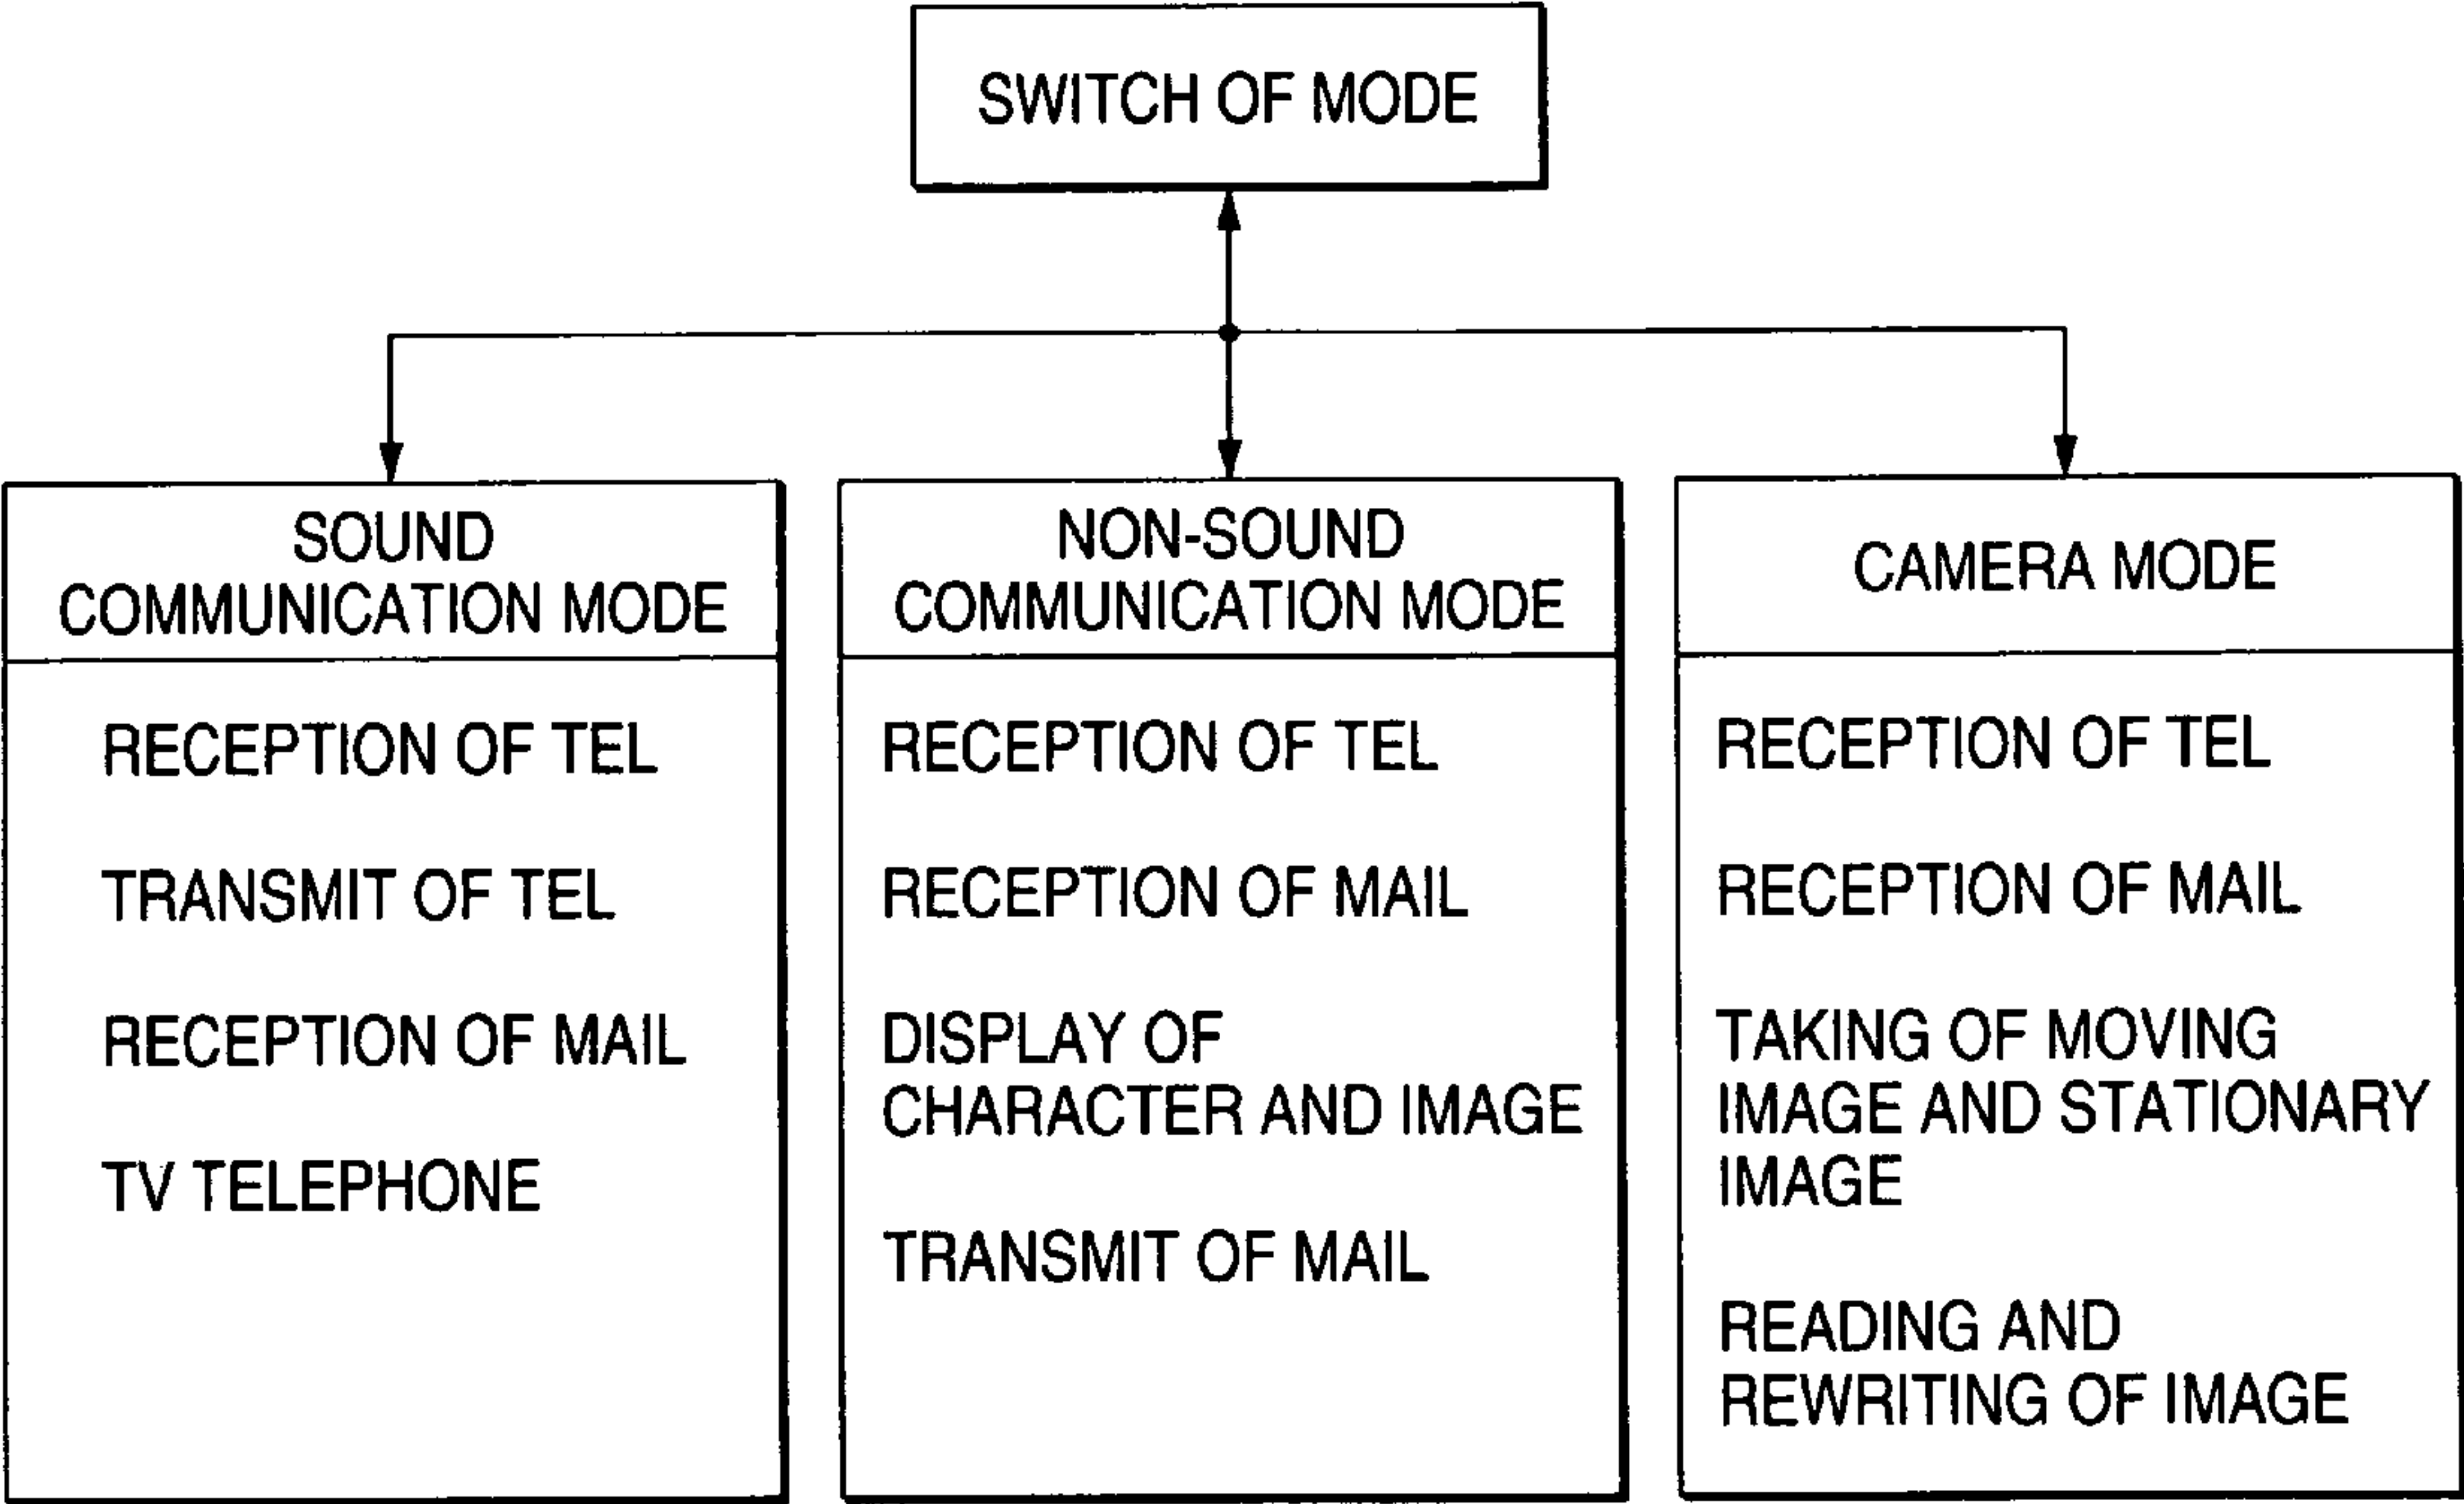 SWITCH OF MODE
SOUND
COMMUNICATION MODE
RECEPTION OF TEL
TRANSMIT OF TEL
RECEPTION OF MAIL
TV TELEPHONE
NON-SOUND
COMMUNICATION MODE
RECEPTION OF TEL
RECEPTION OF MAIL
DISPLAY OF
CHARACTER AND IMAGE
TRANSMIT OF MAIL
CAMERA MODE
RECEPTION OF TEL
RECEPTION OF MAIL
TAKING OF MOVING
IMAGE AND STATIONARY
IMAGE
READING AND
REWRITING OF IMAGE